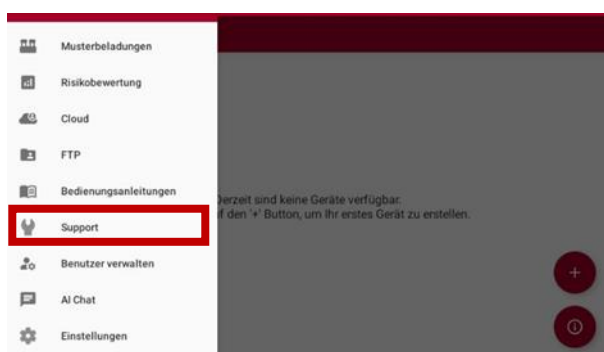 Musterbeladungen
Risikobewertung
Cloud
FTP
Bedienungsanleitungen
Derzeit sind keine Geräte verfügbar.
f den '+' Button, um Ihr erstes Gerät zu erstellen.
Support
Benutzer verwalten
AI Chat
Einstellungen